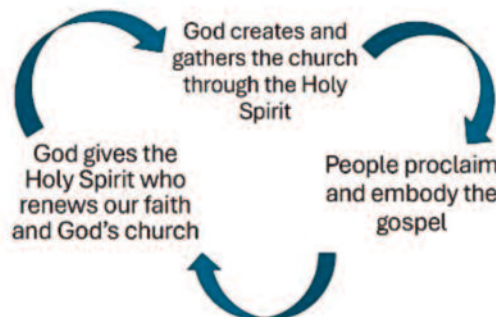 God creates and
gathers the church
through the Holy
Spirit
People proclaim
and embody the
gospel
God gives the
Holy Spirit who
renews our faith
and God's church